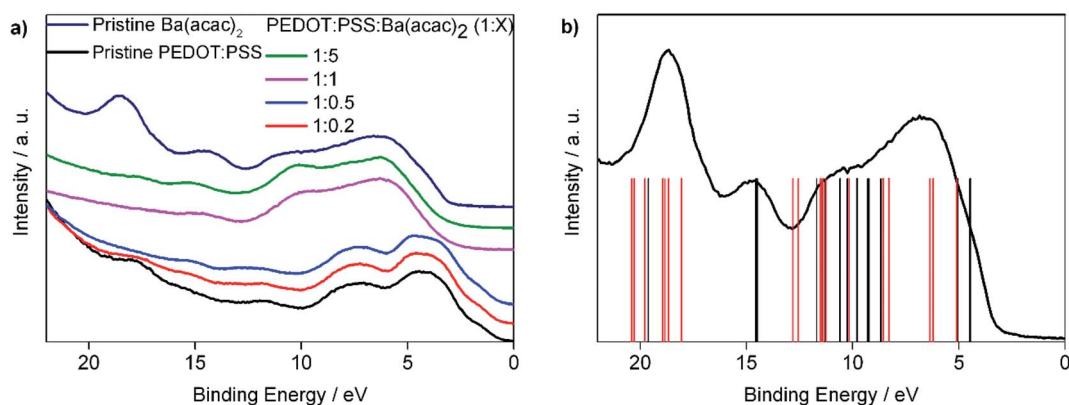 a)
Pristine Ba(acac)2
Pristine PEDOT:PSS
PEDOT:PSS:Ba(acac)2 (1:X)
1:5
1:1
1:0.5
1:0.2
Intensity / a. u.
20 15 10 5 0
Binding Energy / eV
b)
Intensity / a. u.
20 15 10 5 0
Binding Energy / eV